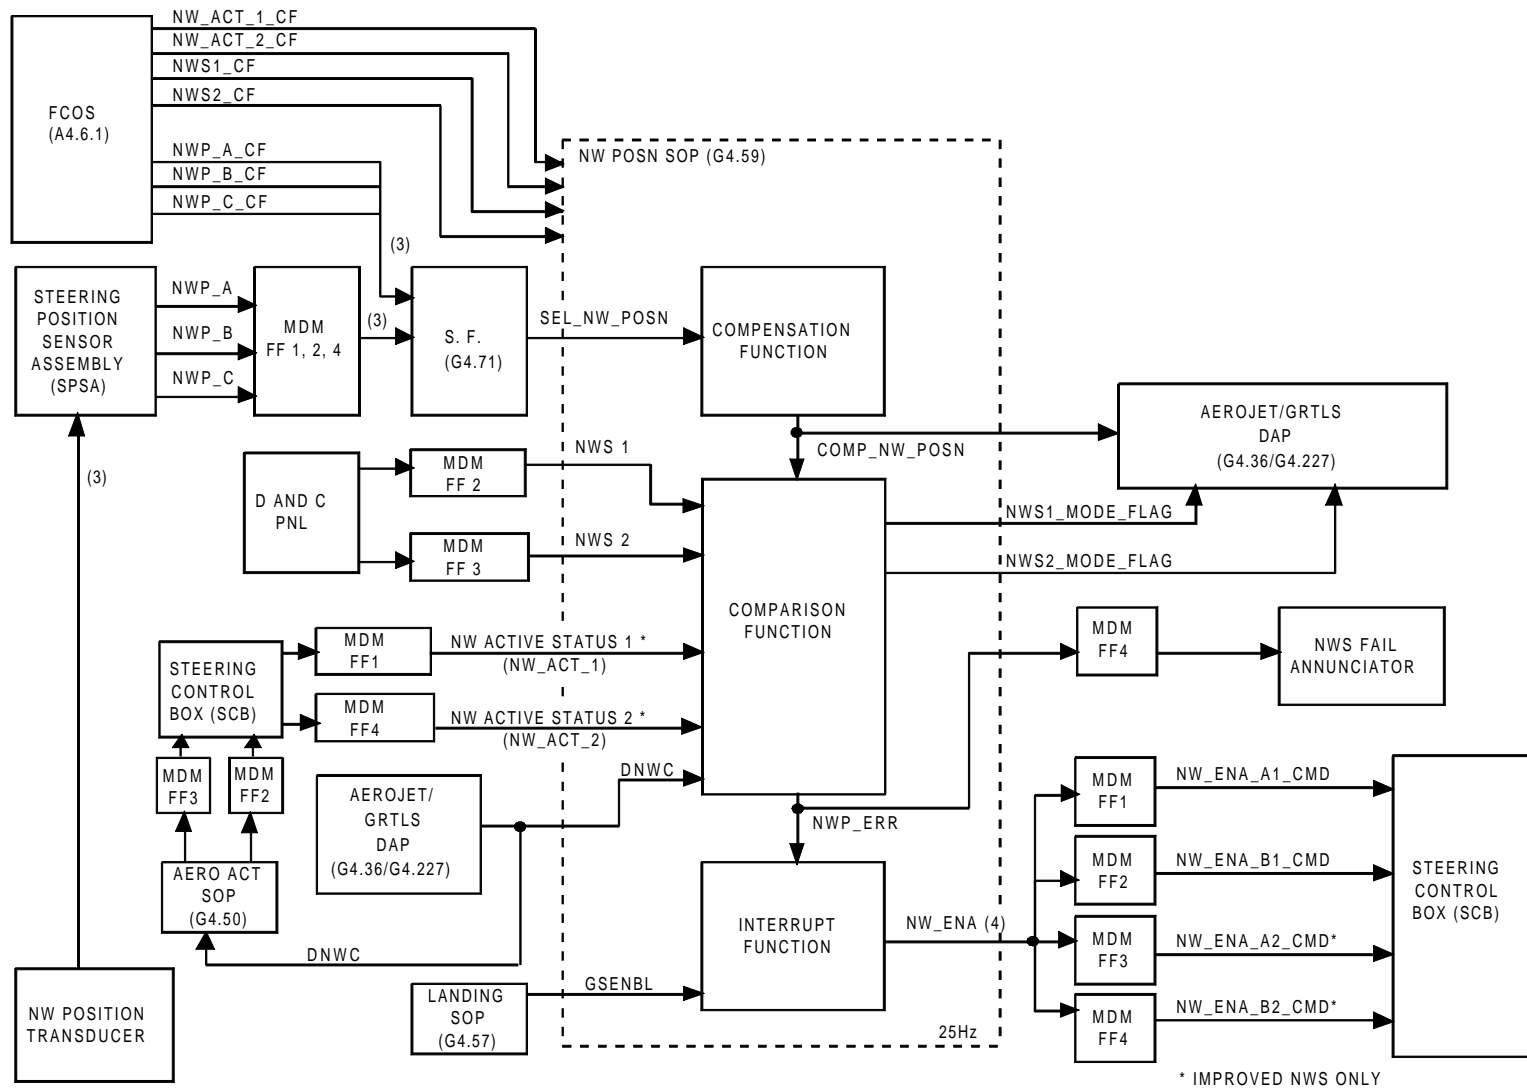 NW_ACT_1_CF
NW_ACT_2_CF
NWS1_CF
NWS2_CF
FCOS
(A4.6.1)
NWP_A_CF
NWP_B_CF
NWP_C_CF
(3)
NW POSN SOP (G4.59)
STEERING
POSITION
SENSOR
ASSEMBLY
(SPSA)
NWP_A
NWP_B
NWP_C
MDM
FF 1, 2, 4
(3)
S. F.
(G4.71)
SEL_NW_POSN
COMPENSATION
FUNCTION
COMP_NW_POSN
AEROJET/GRTLS
DAP
(G4.36/G4.227)
(3)
D AND C
PNL
MDM
FF 2
NWS 1
MDM
FF 3
NWS 2
NWS1_MODE_FLAG
NWS2_MODE_FLAG
COMPARISON
FUNCTION
STEERING
CONTROL
BOX (SCB)
MDM
FF1
NW ACTIVE STATUS 1 *
(NW_ACT_1)
MDM
FF4
NW ACTIVE STATUS 2 *
(NW_ACT_2)
MDM
FF4
NWS FAIL
ANNUNCIATOR
MDM
FF3
MDM
FF2
AEROJET/
GRTLS
DAP
(G4.36/G4.227)
DNWC
NWP_ERR
AERO ACT
SOP
(G4.50)
DNWC
INTERRUPT
FUNCTION
NW_ENA (4)
MDM
FF1
NW_ENA_A1_CMD
MDM
FF2
NW_ENA_B1_CMD
MDM
FF3
NW_ENA_A2_CMD*
MDM
FF4
NW_ENA_B2_CMD*
STEERING
CONTROL
BOX (SCB)
NW POSITION
TRANSDUCER
LANDING
SOP
(G4.57)
GSENBL
25Hz
* IMPROVED NWS ONLY